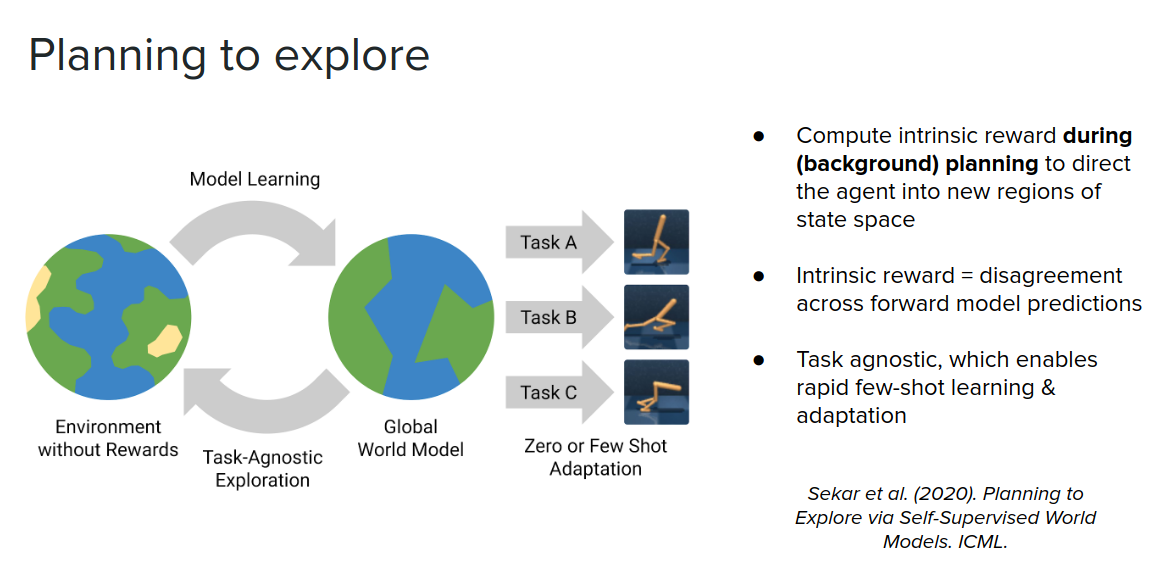 Planning to explore
Model Learning
Environment
without Rewards
Task-Agnostic
Exploration
Global
World Model
Task A
Task B
Task C
Zero or Few Shot
Adaptation
● Compute intrinsic reward during
(background) planning to direct
the agent into new regions of
state space
● Intrinsic reward = disagreement
across forward model predictions
● Task agnostic, which enables
rapid few-shot learning &
adaptation
Sekar et al. (2020). Planning to
Explore via Self-Supervised World
Models. ICML.